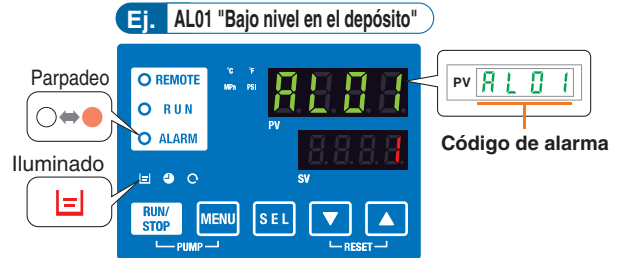 Ej. AL01 "Bajo nivel en el depósito"
Parpadeo
REMOTE
RUN
ALARM
°C °F
MPa PSI
AL01
PV
1
SV
PV AL01
Código de alarma
Iluminado
RUN/STOP MENU SEL
PUMP RESET